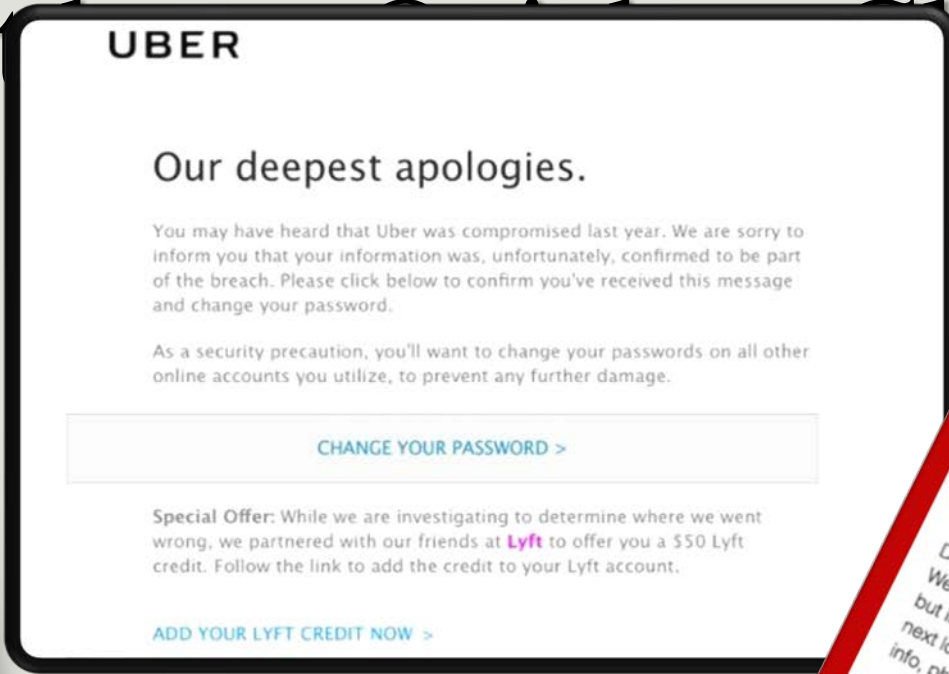 UBER
Our deepest apologies.
You may have heard that Uber was compromised last year. We are sorry to
inform you that your information was, unfortunately, confirmed to be part
of the breach. Please click below to confirm you've received this message
and change your password.
As a security precaution, you'll want to change your passwords on all other
online accounts you utilize, to prevent any further damage.
CHANGE YOUR PASSWORD >
Special Offer: While we are investigating to determine where we went
wrong, we partnered with our friends at Lyft to offer you a $50 Lyft
credit. Follow the link to add the credit to your Lyft account.
ADD YOUR LYFT CREDIT NOW >
We
but
next
info,